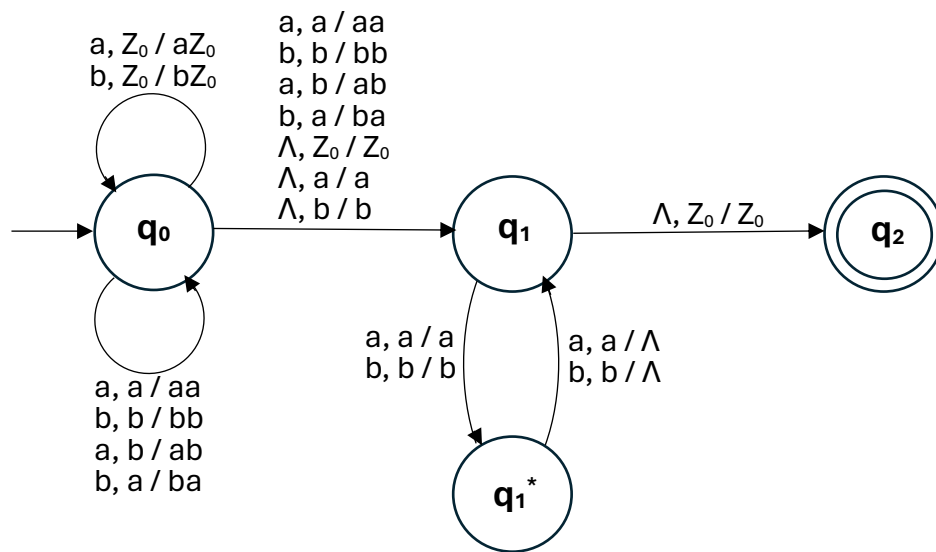 a, Z₀ / aZ₀
b, Z₀ / bZ₀
a, a / aa
b, b / bb
a, b / ab
b, a / ba
Λ, Z₀ / Z₀
Λ, a / a
Λ, b / b
q₀
q₁
Λ, Z₀ / Z₀
q₂
a, a / aa
b, b / bb
a, b / ab
b, a / ba
a, a / a
b, b / b
a, a / Λ
b, b / Λ
q₁*